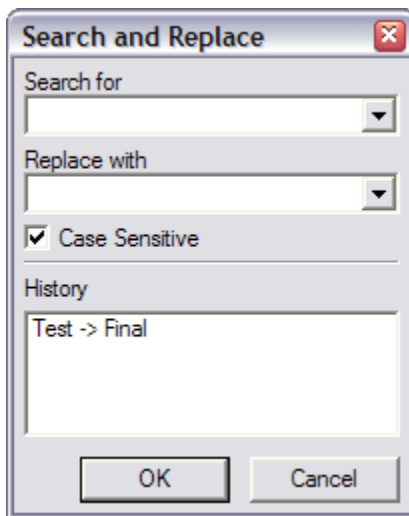 Search and Replace
Search for
Replace with
Case Sensitive
History
Test -> Final
OK Cancel